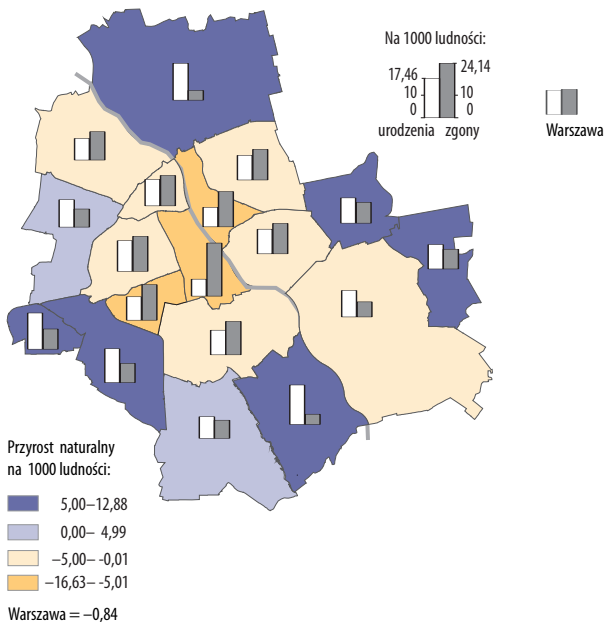 Na 1000 ludności:
17,46
24,14
10
10
0
0
urodzenia zgony
Warszawa
Przyrost naturalny
na 1000 ludności:
5,00–12,88
0,00– 4,99
–5,00– -0,01
–16,63– -5,01
Warszawa = –0,84